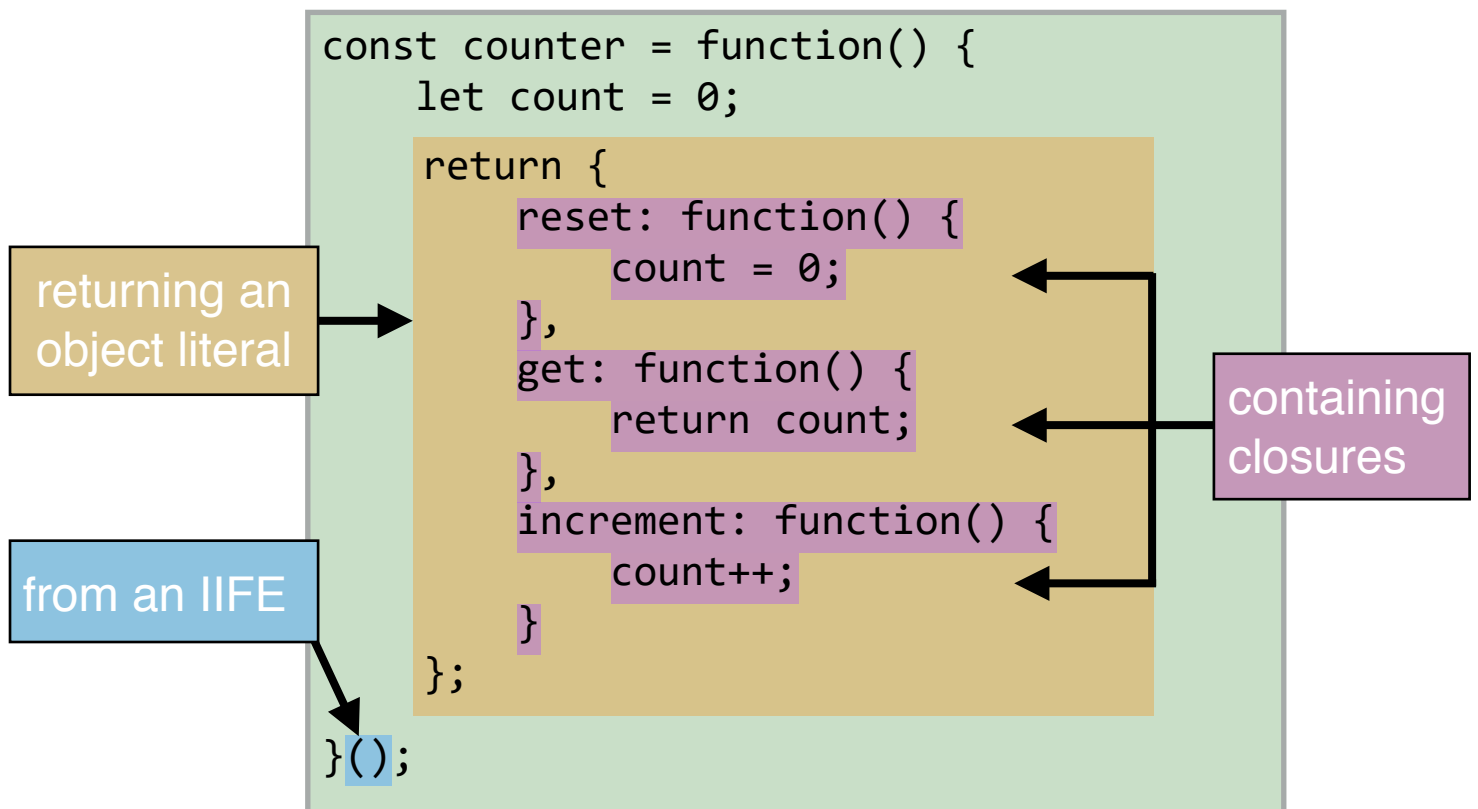 const counter = function() {
let count = 0;
return {
reset: function() {
count = 0;
},
get: function() {
return count;
},
increment: function() {
count++;
}
};
}();
returning an
object literal
from an IIFE
containing
closures